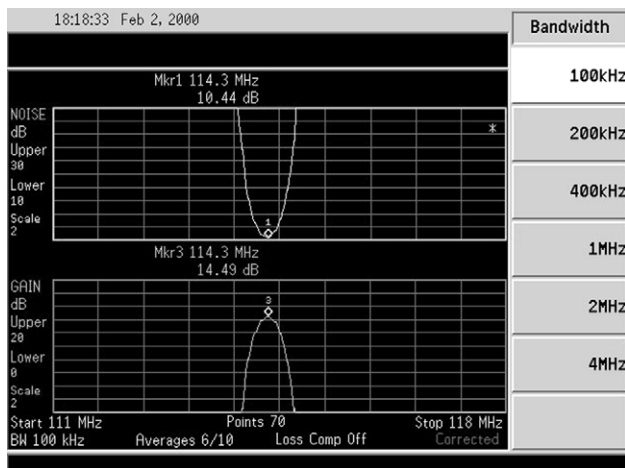 18:18:33 Feb 2, 2000
Bandwidth
100kHz
200kHz
400kHz
1MHz
2MHz
4MHz
Mkr1 114.3 MHz
10.44 dB
NOISE
dB
Upper
30
Lower
10
Scale
2
*
1
Mkr3 114.3 MHz
14.49 dB
GAIN
dB
Upper
20
Lower
0
Scale
2
3
Start 111 MHz
Points 70
Stop 118 MHz
BW 100 kHz
Averages 6/10
Loss Comp Off
Corrected